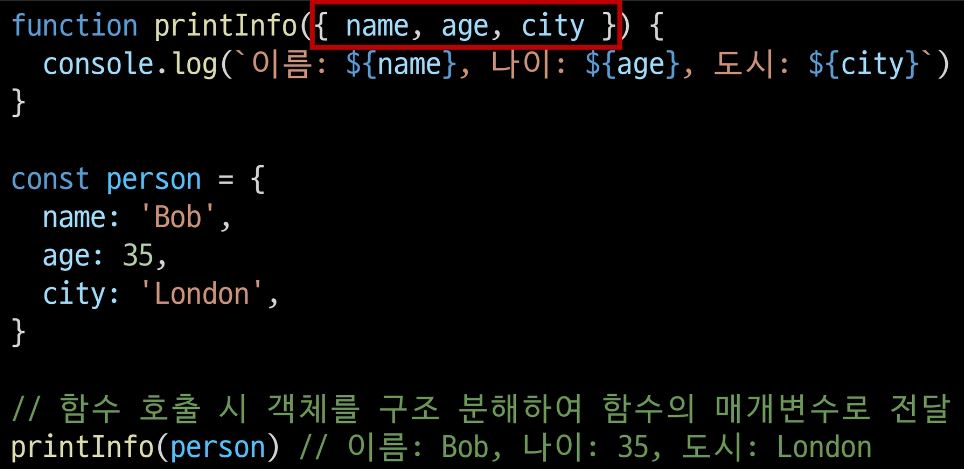 function printInfo({ name, age, city }) {
  console.log(`이름: ${name}, 나이: ${age}, 도시: ${city}`)
}

const person = {
  name: 'Bob',
  age: 35,
  city: 'London',
}

// 함수 호출 시 객체를 구조 분해하여 함수의 매개변수로 전달
printInfo(person) // 이름: Bob, 나이: 35, 도시: London